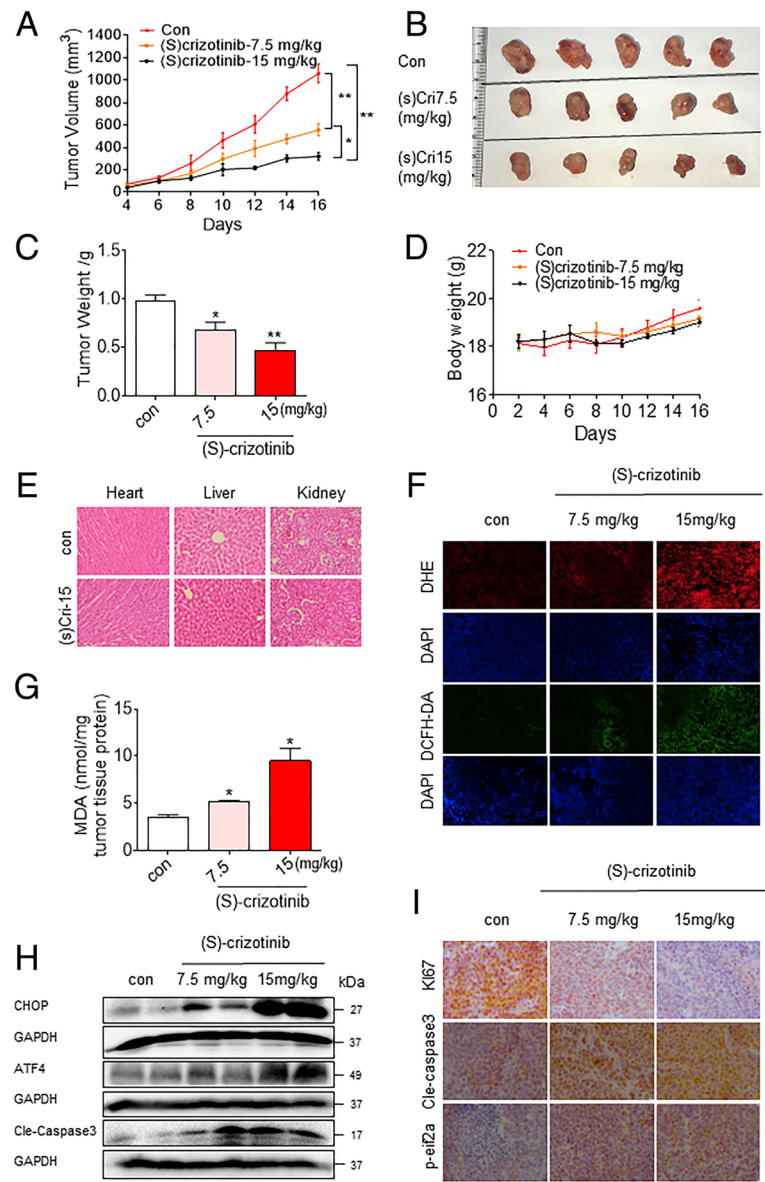 A
Con
(S)crizotinib-7.5 mg/kg
(S)crizotinib-15 mg/kg
Tumor Volume (mm³)
1400
1200
1000
800
600
400
200
0
4 6 8 10 12 14 16
Days
**
**
*
B
Con
(s)Cri7.5
(mg/kg)
(s)Cri15
(mg/kg)
C
Tumor Weight /g
1.5
1.0
0.5
0.0
*
**
con 7.5 15 (mg/kg)
(S)-crizotinib
D
Con
(S)crizotinib-7.5 mg/kg
(S)crizotinib-15 mg/kg
Body w eight (g)
22
20
18
16
0 2 4 6 8 10 12 14 16
Days
E
Heart Liver Kidney
con
(s)Cri-15
F
(S)-crizotinib
con 7.5 mg/kg 15mg/kg
DHE
DAPI
DCFH-DA
DAPI
G
MDA (nmol/mg
tumor tissue protein)
15
10
5
0
*
*
con 7.5 15 (mg/kg)
(S)-crizotinib
H
(S)-crizotinib
con 7.5 mg/kg 15mg/kg kDa
CHOP 27
GAPDH 37
ATF4 49
GAPDH 37
Cle-Caspase3 17
GAPDH 37
I
(S)-crizotinib
con 7.5 mg/kg 15mg/kg
KI67
Cle-caspase3
p-eif2a